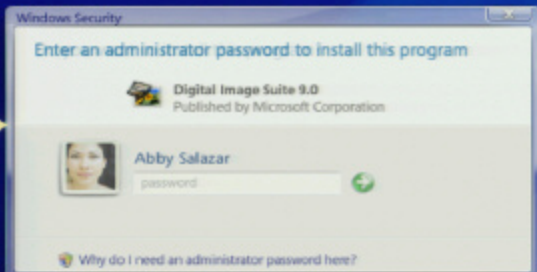 Windows Security
Enter an administrator password to install this program
Digital Image Suite 9.0
Published by Microsoft Corporation
Abby Salazar
password
Why do I need an administrator password here?